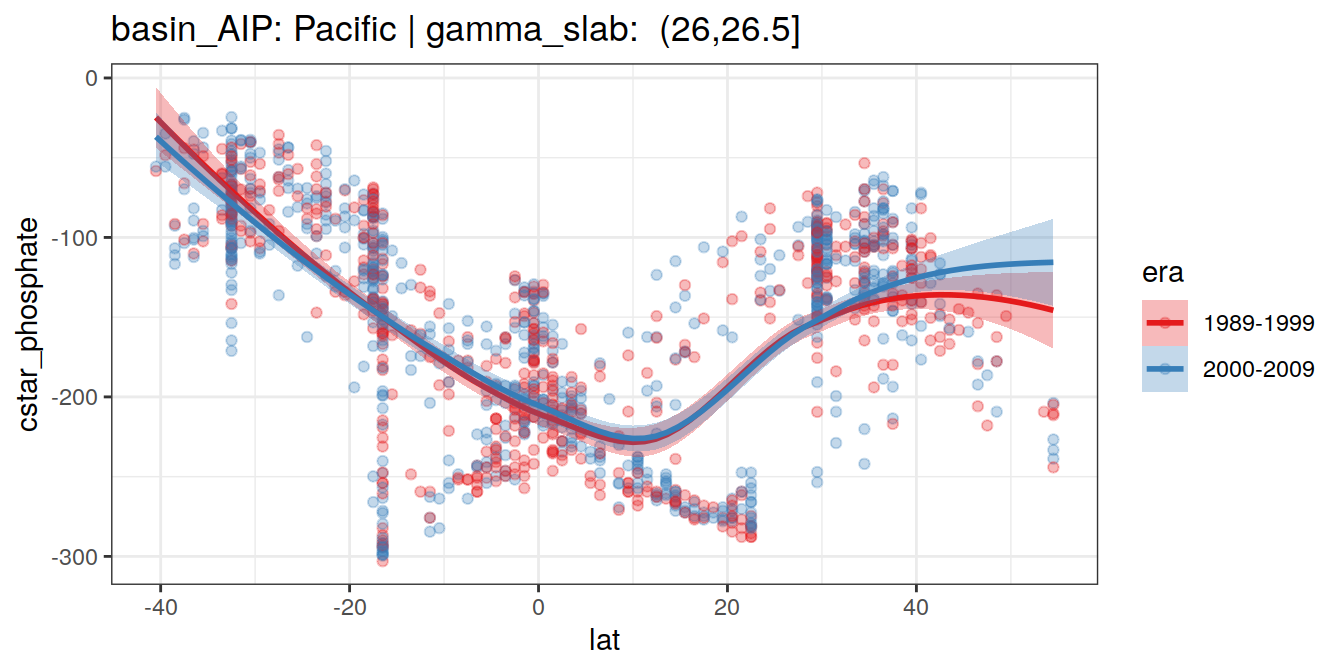 basin_AIP: Pacific | gamma_slab:  (26,26.5]
0
-100
-200
-300
cstar_phosphate
-40
-20
0
20
40
lat
era
1989-1999
2000-2009